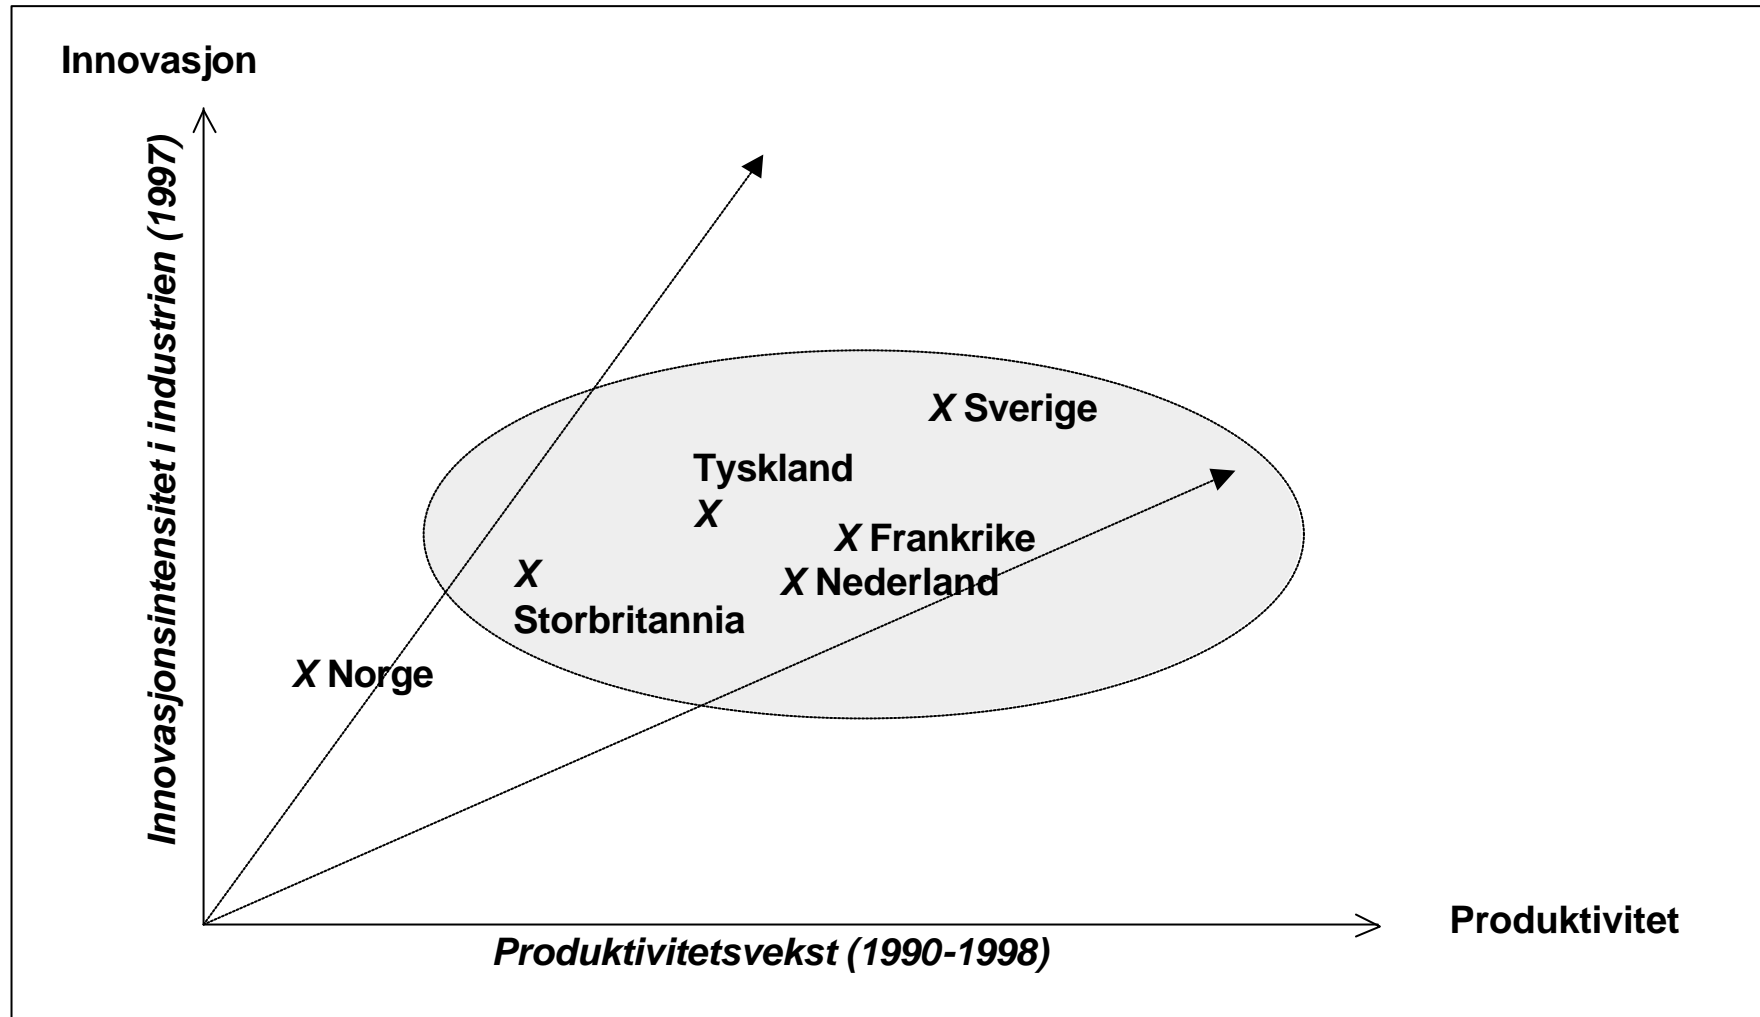 Innovasjon
Innovasjonsintensitet i industrien (1997)
X Sverige
Tyskland
X
X Frankrike
X
X Nederland
Storbritannia
X Norge
Produktivitet
Produktivitetsvekst (1990-1998)